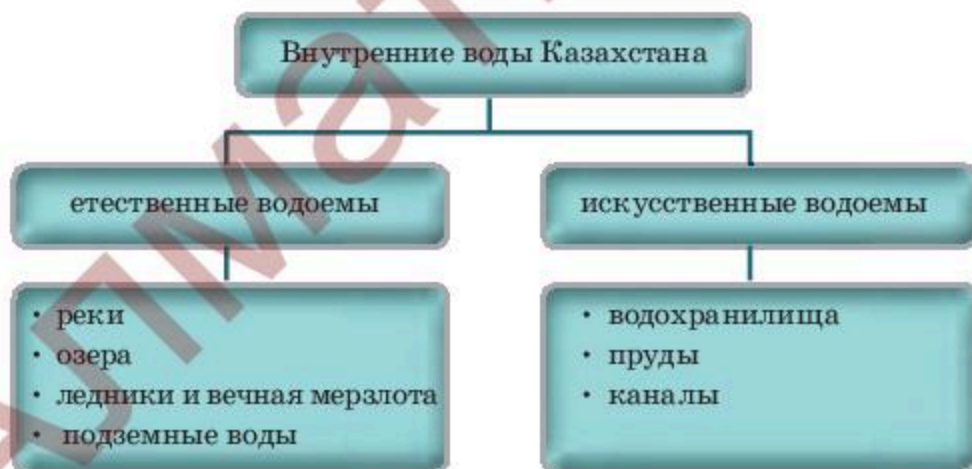 Внутренние воды Казахстана
етественные водоемы
искусственные водоемы
• реки
• озера
• ледники и вечная мерзлота
• подземные воды
• водохранилища
• пруды
• каналы